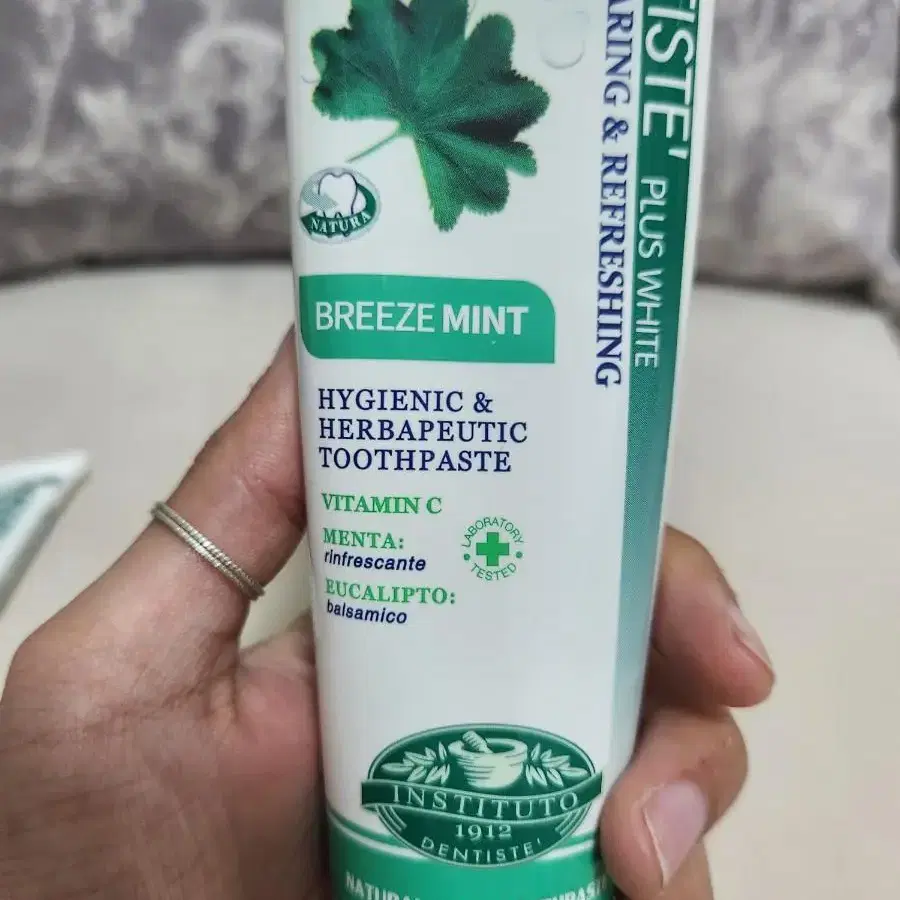 NATURA
BREEZE MINT
HYGIENIC &
HERBAPEUTIC
TOOTHPASTE
VITAMIN C
MENTA:
rinfrescante
EUCALIPTO:
balsamico
LABORATORY
TESTED
INSTITUTO
1912
DENTISTE'
PLUS WHITE
& REFRESHING